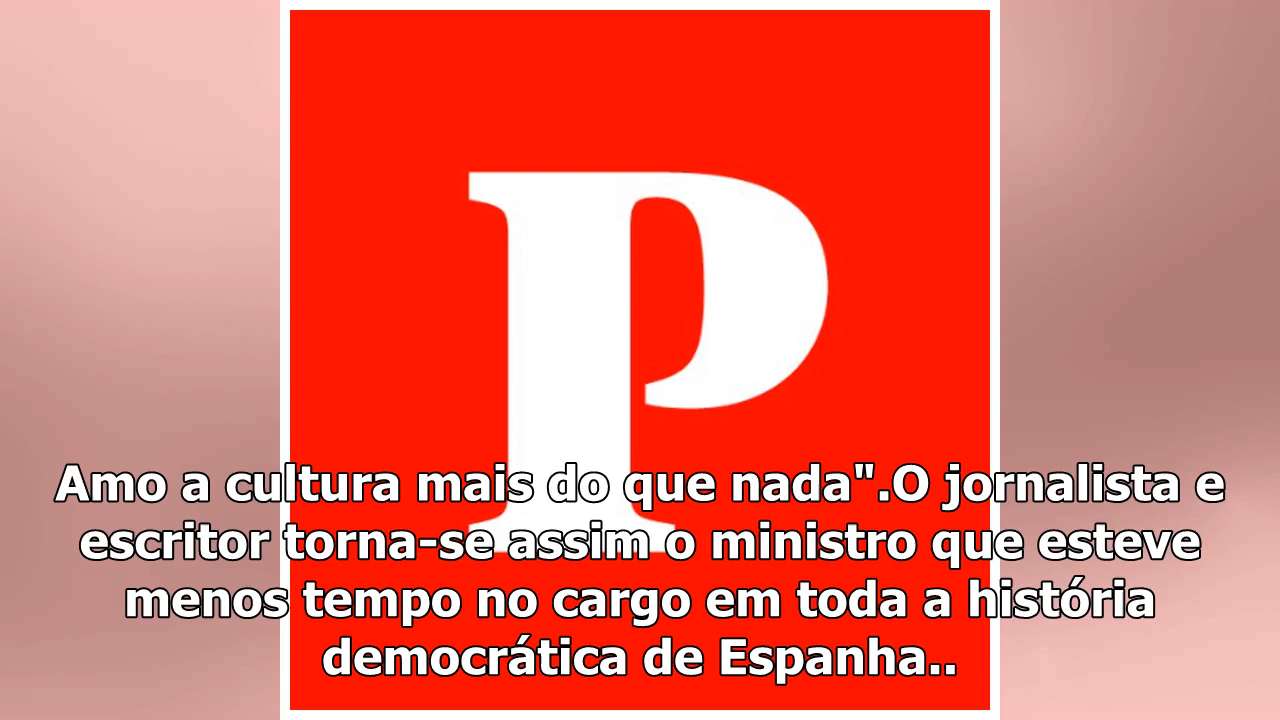 P
Amo a cultura mais do que nada".O jornalista e
escritor torna-se assim o ministro que esteve
menos tempo no cargo em toda a história
democrática de Espanha..